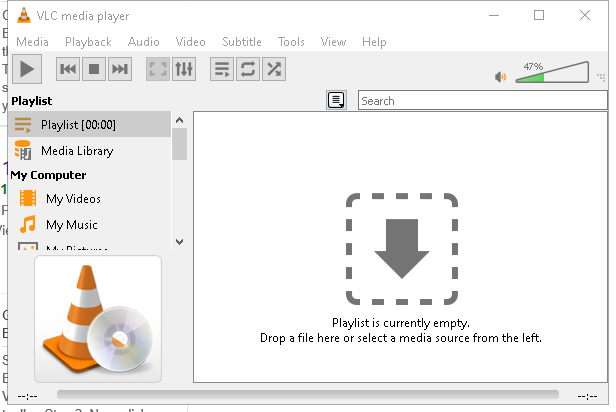 VLC media player
Media Playback Audio Video Subtitle Tools View Help
47%
Playlist
Search
Playlist [00:00]
Media Library
My Computer
My Videos
My Music
My Pictures
Playlist is currently empty.
Drop a file here or select a media source from the left.
--:-- --:--